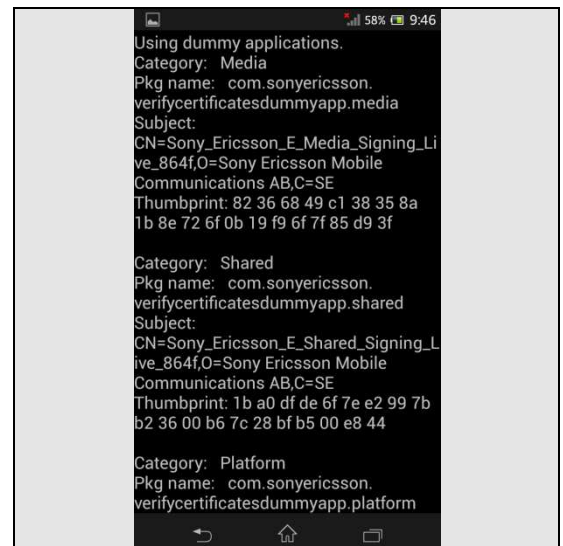 58% 9:46
Using dummy applications.
Category:   Media
Pkg name:   com.sonyericsson.
verifycertificatesdummyapp.media
Subject:
CN=Sony_Ericsson_E_Media_Signing_Li
ve_864f,O=Sony Ericsson Mobile
Communications AB,C=SE
Thumbprint: 82 36 68 49 c1 38 35 8a
1b 8e 72 6f 0b 19 f9 6f 7f 85 d9 3f
Category:   Shared
Pkg name:   com.sonyericsson.
verifycertificatesdummyapp.shared
Subject:
CN=Sony_Ericsson_E_Shared_Signing_L
ive_864f,O=Sony Ericsson Mobile
Communications AB,C=SE
Thumbprint: 1b a0 df de 6f 7e e2 99 7b
b2 36 00 b6 7c 28 bf b5 00 e8 44
Category:   Platform
Pkg name:   com.sonyericsson.
verifycertificatesdummyapp.platform